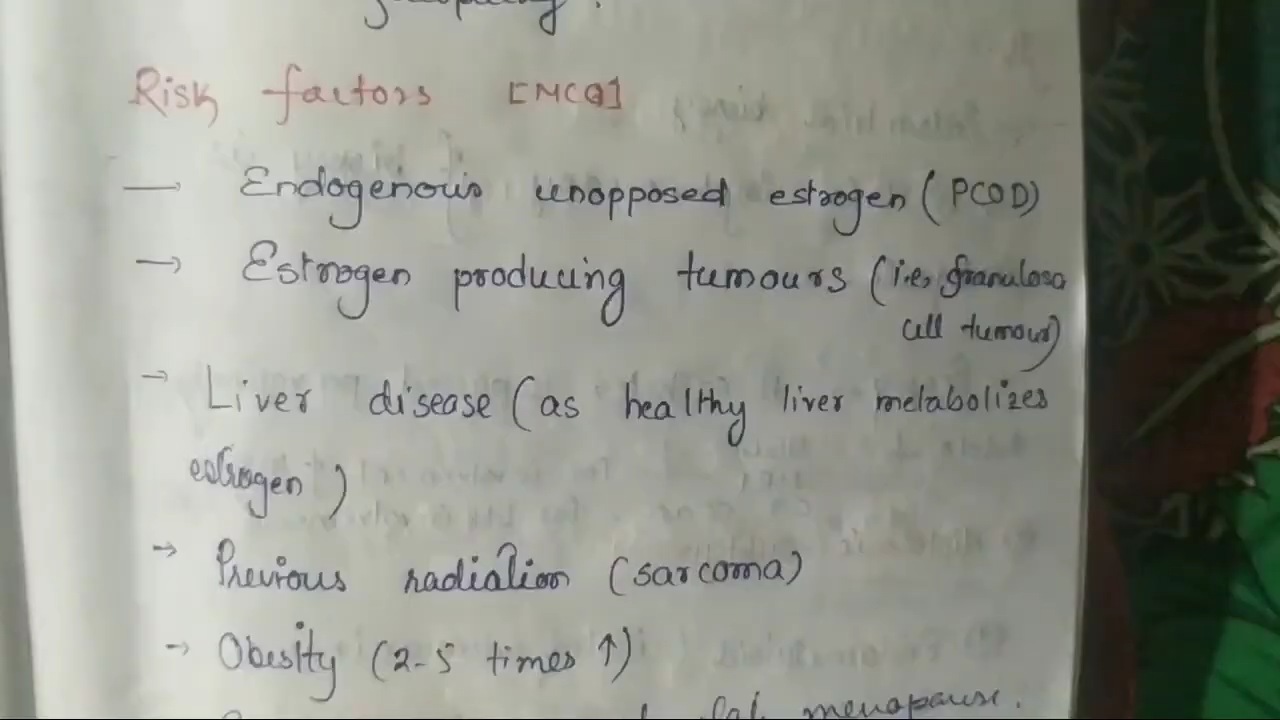 Risk factors [MCQ]
— Endogenous unopposed estrogen (PCOD)
→ Estrogen producing tumours (i.e, granulosa
cell tumour)
→ Liver disease (as healthy liver metabolizes
estrogen)
→ Previous radiation (sarcoma)
→ Obesity (2-5 times ↑)
menopause.